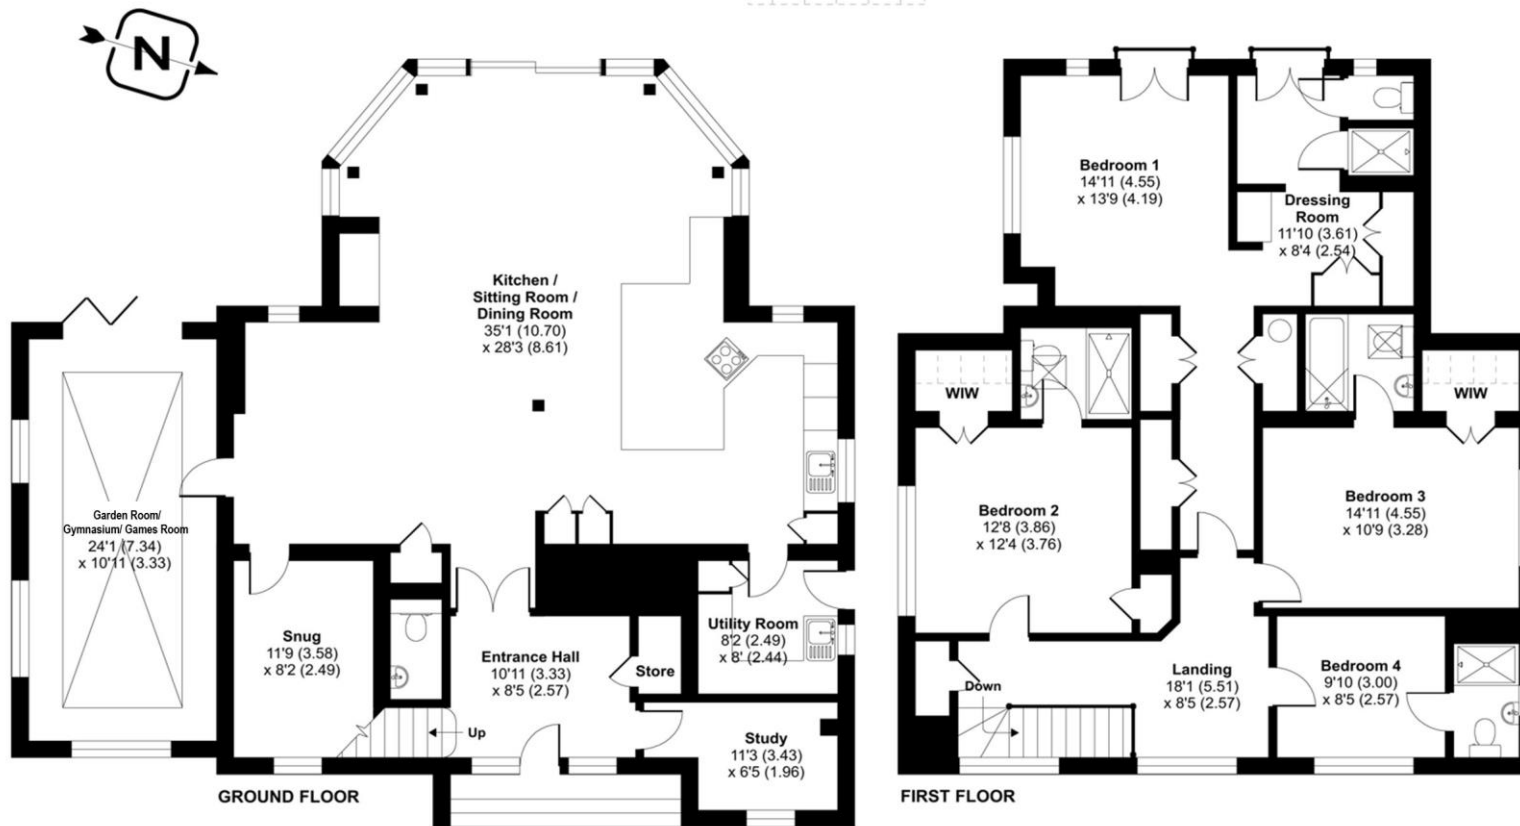 N
Kitchen /
Sitting Room /
Dining Room
35'1 (10.70)
x 28'3 (8.61)
Garden Room/
Gymnasium/ Games Room
24'1 (7.34)
x 10'11 (3.33)
Snug
11'9 (3.58)
x 8'2 (2.49)
Entrance Hall
10'11 (3.33)
x 8'5 (2.57)
Store
Utility Room
8'2 (2.49)
x 8' (2.44)
Up
Study
11'3 (3.43)
x 6'5 (1.96)
GROUND FLOOR
Bedroom 1
14'11 (4.55)
x 13'9 (4.19)
Dressing
Room
11'10 (3.61)
x 8'4 (2.54)
WIW
WIW
Bedroom 2
12'8 (3.86)
x 12'4 (3.76)
Bedroom 3
14'11 (4.55)
x 10'9 (3.28)
Down
Landing
18'1 (5.51)
x 8'5 (2.57)
Bedroom 4
9'10 (3.00)
x 8'5 (2.57)
FIRST FLOOR